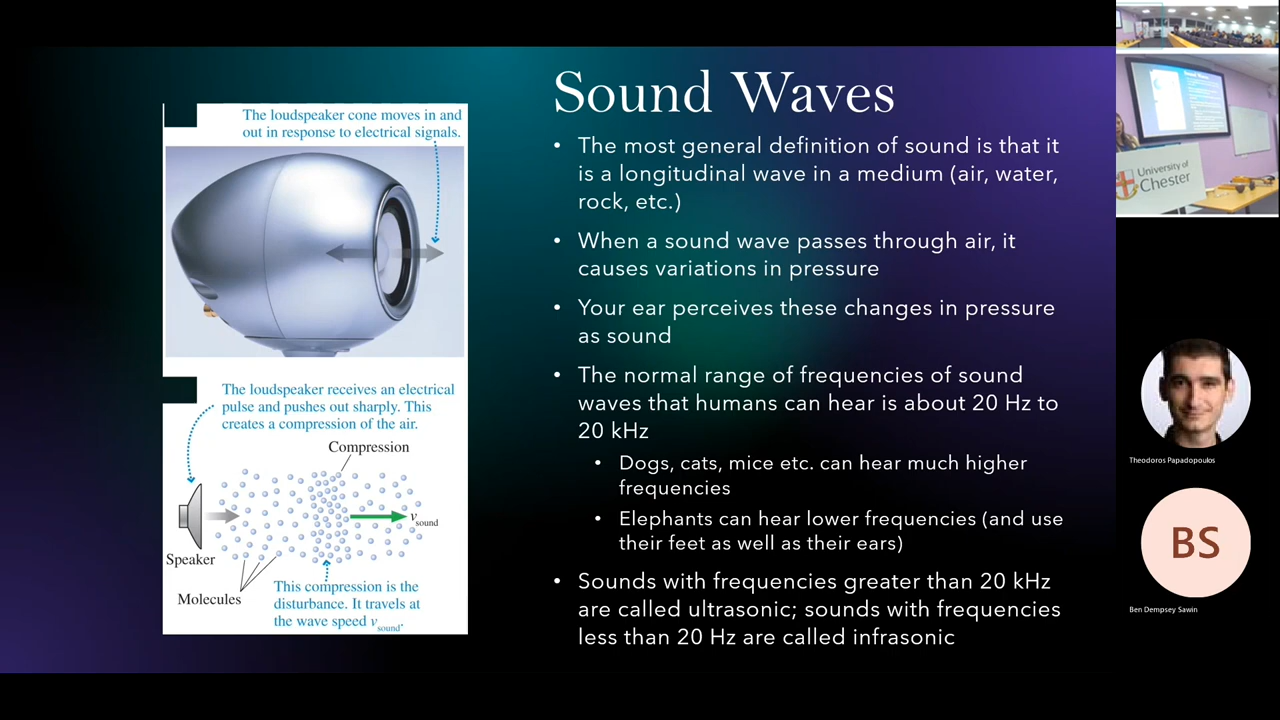 Sound Waves
• The most general definition of sound is that it
is a longitudinal wave in a medium (air, water,
rock, etc.)
• When a sound wave passes through air, it
causes variations in pressure
• Your ear perceives these changes in pressure
as sound
• The normal range of frequencies of sound
waves that humans can hear is about 20 Hz to
20 kHz
• Dogs, cats, mice etc. can hear much higher
frequencies
• Elephants can hear lower frequencies (and use
their feet as well as their ears)
• Sounds with frequencies greater than 20 kHz
are called ultrasonic; sounds with frequencies
less than 20 Hz are called infrasonic
The loudspeaker cone moves in and
out in response to electrical signals.
The loudspeaker receives an electrical
pulse and pushes out sharply. This
creates a compression of the air.
Compression
vsound
Speaker
Molecules
This compression is the
disturbance. It travels at
the wave speed vsound.
Sound Waves
University of
Chester
Theodoros Papadopoulos
BS
Ben Dempsey Sawin